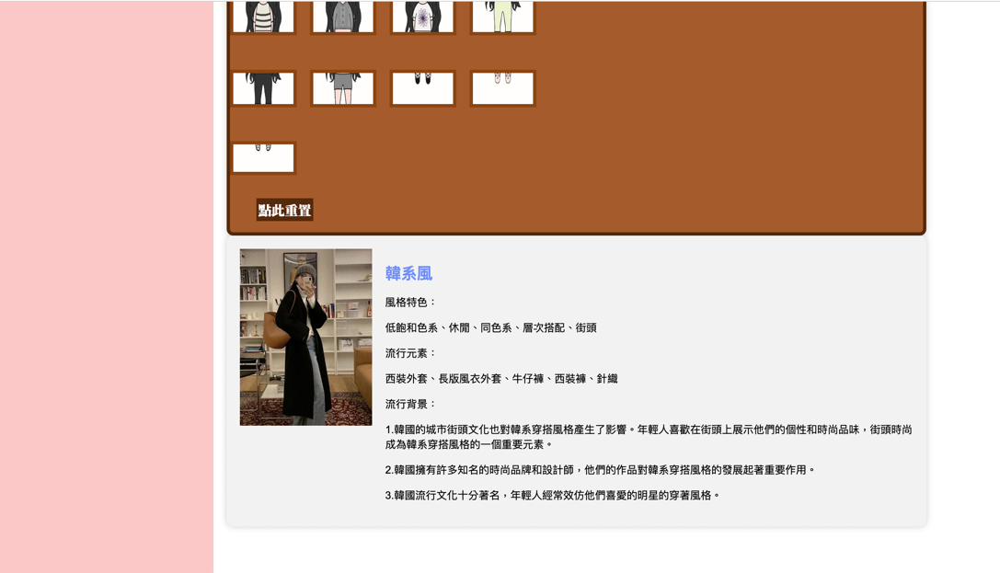 點此重置
韓系風
風格特色：
低飽和色系、休閒、同色系、層次搭配、街頭
流行元素：
西裝外套、長版風衣外套、牛仔褲、西裝褲、針織
流行背景：
1.韓國的城市街頭文化也對韓系穿搭風格產生了影響。年輕人喜歡在街頭上展示他們的個性和時尚品味，街頭時尚
成為韓系穿搭風格的一個重要元素。
2.韓國擁有許多知名的時尚品牌和設計師，他們的作品對韓系穿搭風格的發展起著重要作用。
3.韓國流行文化十分著名，年輕人經常效仿他們喜愛的明星的穿著風格。